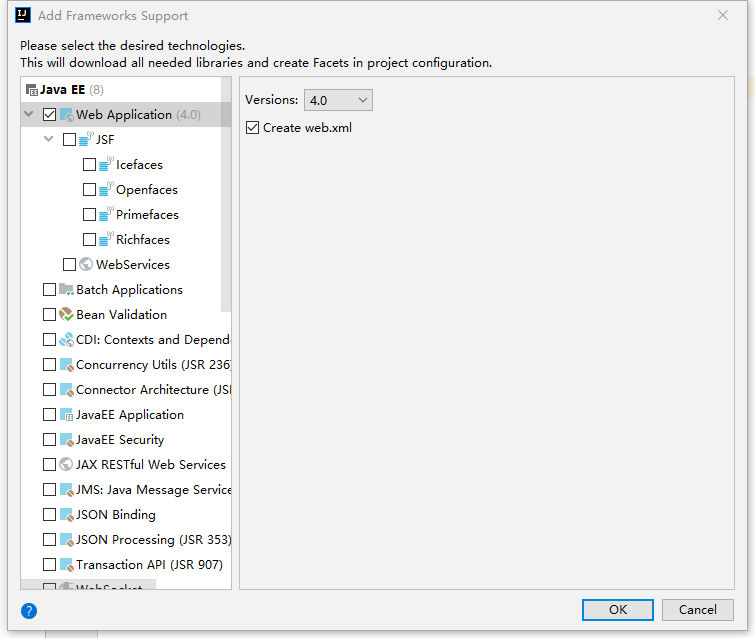 Add Frameworks Support
Please select the desired technologies.
This will download all needed libraries and create Facets in project configuration.
Java EE (8)
Web Application (4.0)
JSF
Icefaces
Openfaces
Primefaces
Richfaces
WebServices
Batch Applications
Bean Validation
CDI: Contexts and Depend
Concurrency Utils (JSR 236
Connector Architecture (JS
JavaEE Application
JavaEE Security
JAX RESTful Web Services
JMS: Java Message Service
JSON Binding
JSON Processing (JSR 353)
Transaction API (JSR 907)
WebSocket
Versions: 4.0
Create web.xml
?
OK
Cancel